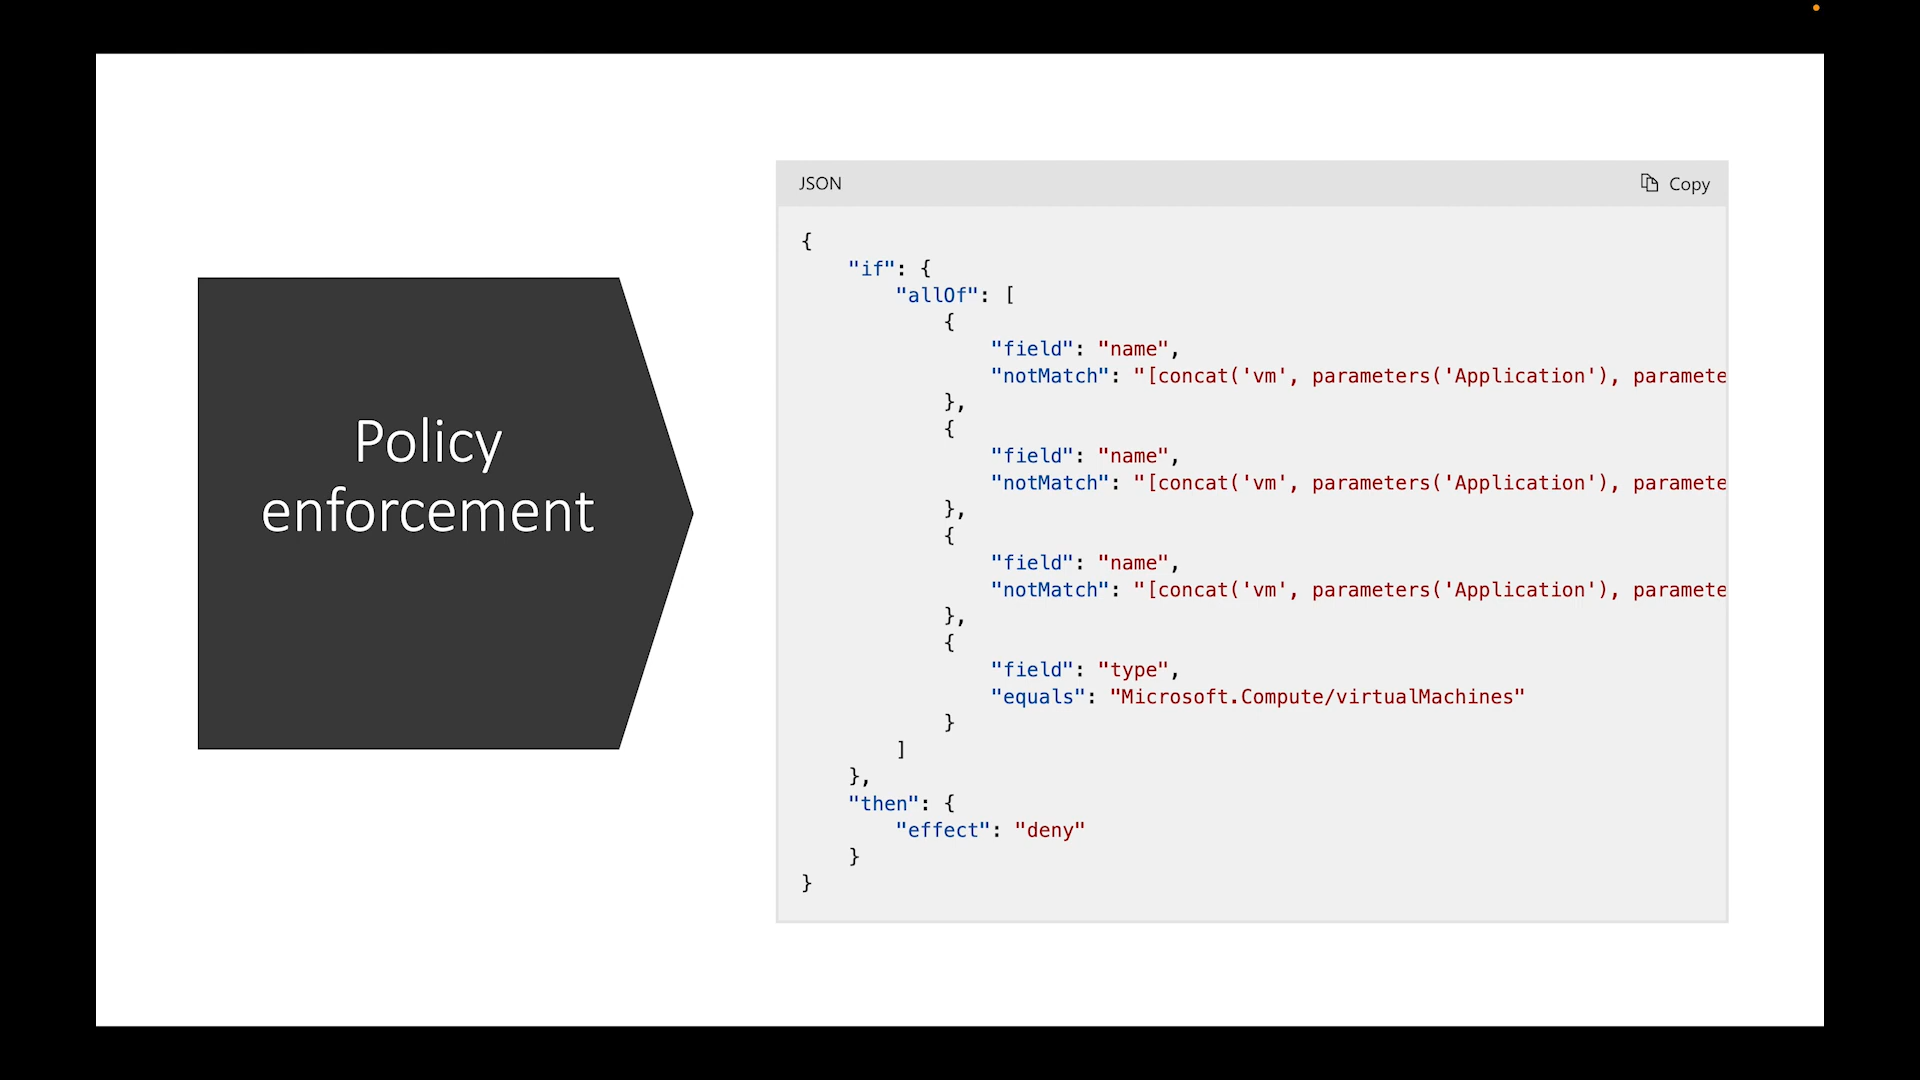 Policy
enforcement
JSON
Copy
{
    "if": {
        "allOf": [
            {
                "field": "name",
                "notMatch": "[concat('vm', parameters('Application'), paramete
            },
            {
                "field": "name",
                "notMatch": "[concat('vm', parameters('Application'), paramete
            },
            {
                "field": "name",
                "notMatch": "[concat('vm', parameters('Application'), paramete
            },
            {
                "field": "type",
                "equals": "Microsoft.Compute/virtualMachines"
            }
        ]
    },
    "then": {
        "effect": "deny"
    }
}